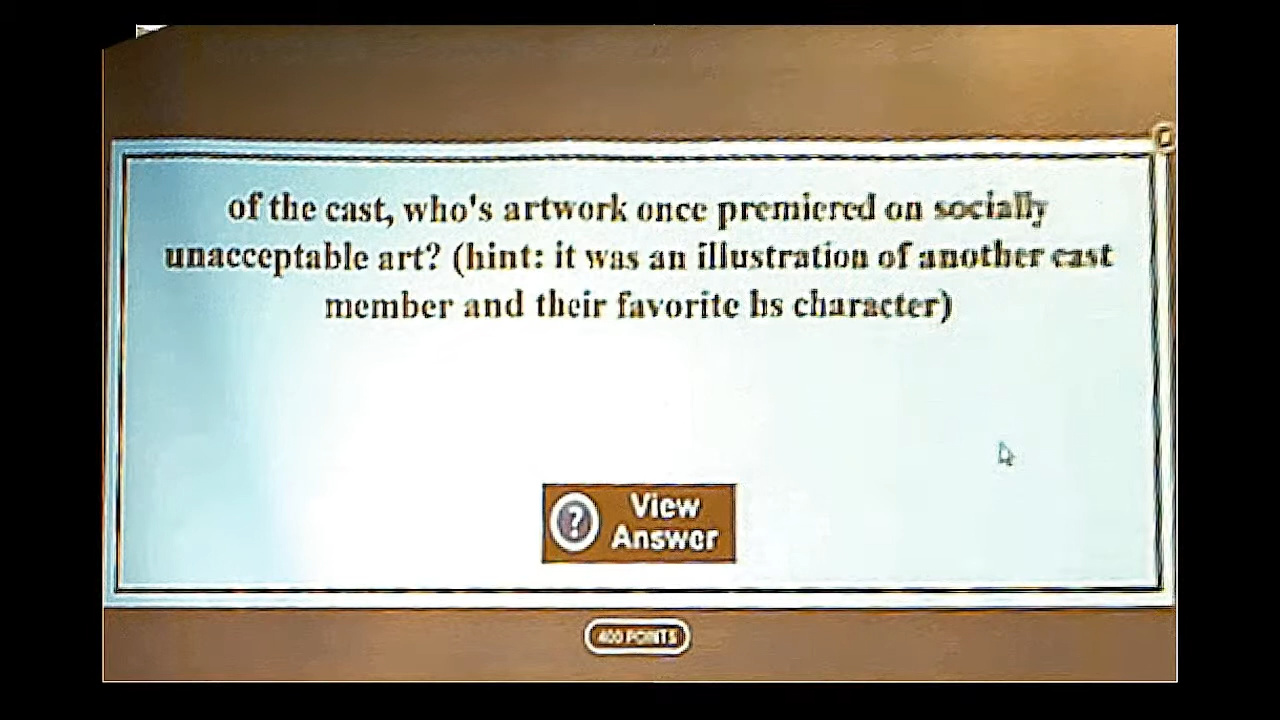 of the cast, who's artwork once premiered on socially
unacceptable art? (hint: it was an illustration of another cast
member and their favorite hs character)
View
Answer
400 POINTS